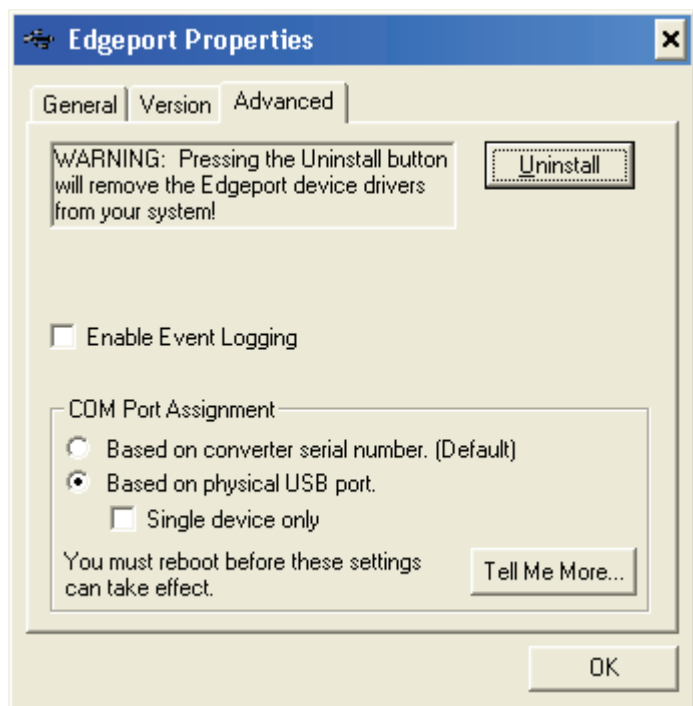 Edgeport Properties
General
Version
Advanced
WARNING: Pressing the Uninstall button
will remove the Edgeport device drivers
from your system!
Uninstall
Enable Event Logging
COM Port Assignment
Based on converter serial number. (Default)
Based on physical USB port.
Single device only
You must reboot before these settings
can take effect.
Tell Me More...
OK